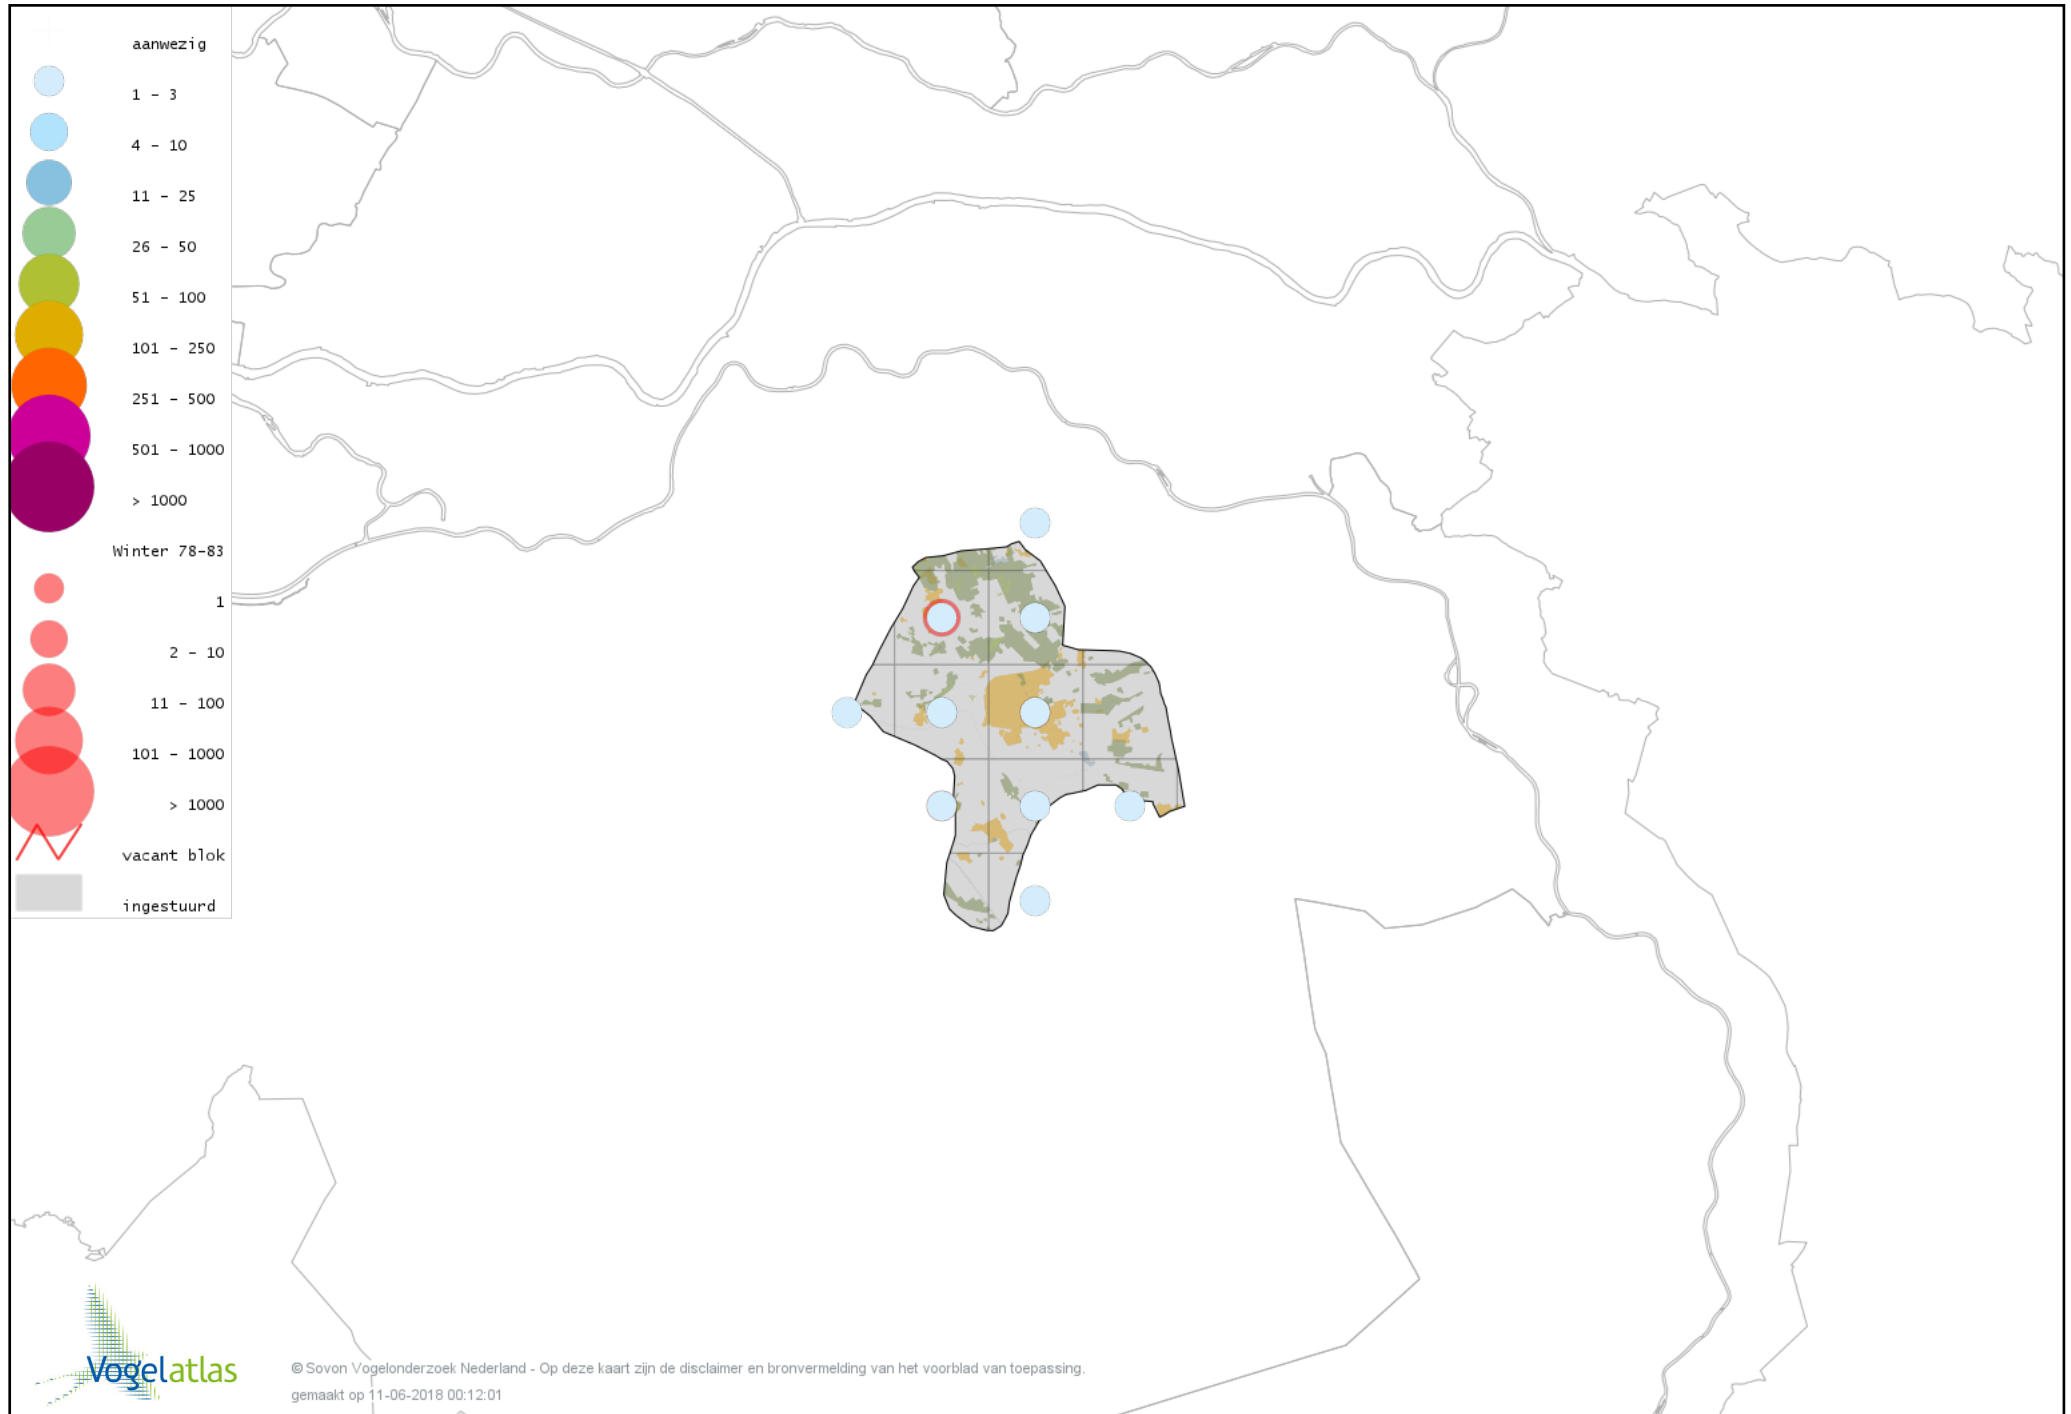 aanwezig
1 - 3
4 - 10
11 - 25
26 - 50
51 - 100
101 - 250
251 - 500
501 - 1000
> 1000
Winter 78-83
1
2 - 10
11 - 100
101 - 1000
> 1000
vacant blok
ingestuurd
Vogelatlas
© Sovon Vogelonderzoek Nederland - Op deze kaart zijn de disclaimer en bronvermelding van het voorblad van toepassing.
gemaakt op 11-06-2018 00:12:01